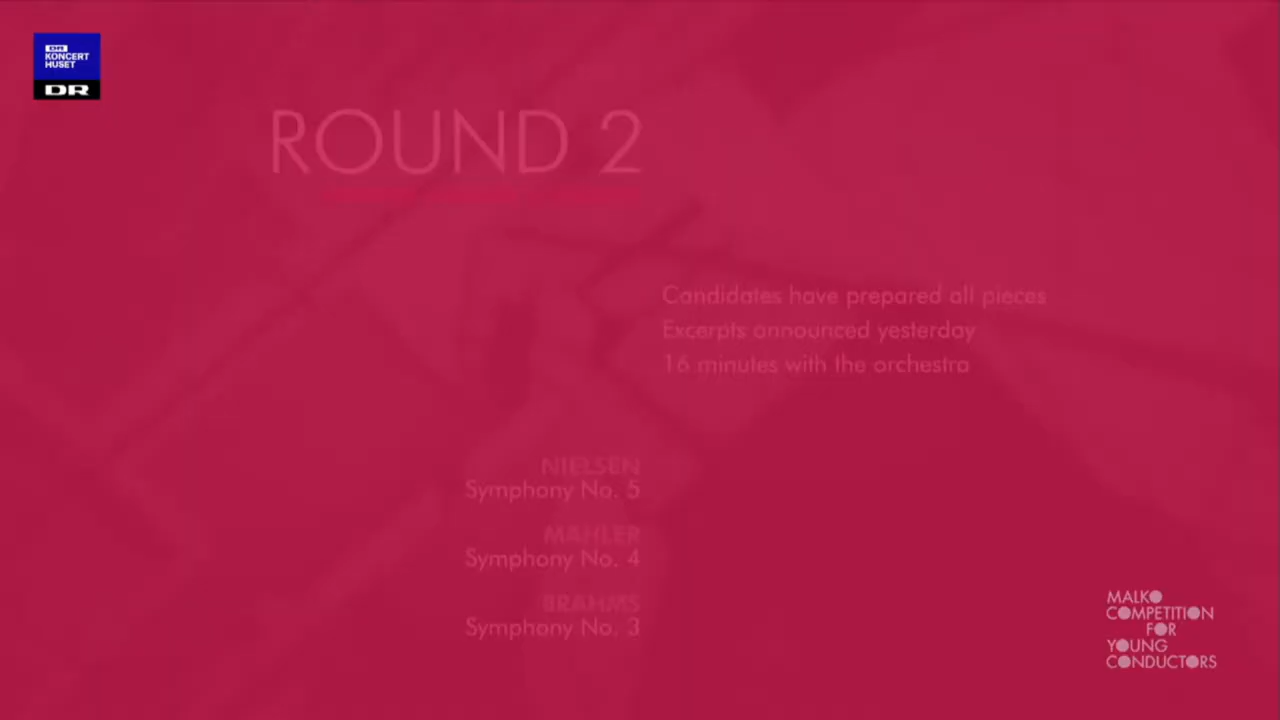 DR
KONCERT
HUSET
DR
ROUND 2
Candidates have prepared all pieces
Excerpts announced yesterday
16 minutes with the orchestra
NIELSEN
Symphony No. 5
MAHLER
Symphony No. 4
BRAHMS
Symphony No. 3
MALKO
COMPETITION
FOR
YOUNG
CONDUCTORS